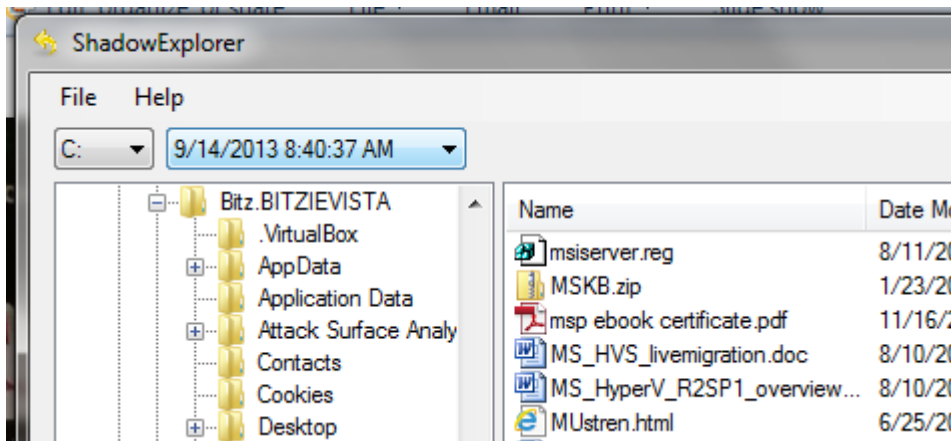 ShadowExplorer
File Help
C: 9/14/2013 8:40:37 AM
Bitz.BITZIEVISTA
.VirtualBox
AppData
Application Data
Attack Surface Analy
Contacts
Cookies
Desktop
Name Date Mo
msiserver.reg 8/11/20
MSKB.zip 1/23/20
msp ebook certificate.pdf 11/16/2
MS_HVS_livemigration.doc 8/10/20
MS_HyperV_R2SP1_overview... 8/10/20
MUstren.html 6/25/20